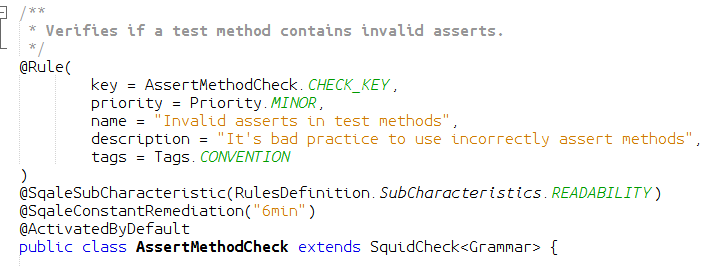 /**
 * Verifies if a test method contains invalid asserts.
 */
@Rule(
        key = AssertMethodCheck.CHECK_KEY,
        priority = Priority.MINOR,
        name = "Invalid asserts in test methods",
        description = "It's bad practice to use incorrectly assert methods",
        tags = Tags.CONVENTION
)
@SqaleSubCharacteristic(RulesDefinition.SubCharacteristics.READABILITY)
@SqaleConstantRemediation("6min")
@ActivatedByDefault
public class AssertMethodCheck extends SquidCheck<Grammar> {